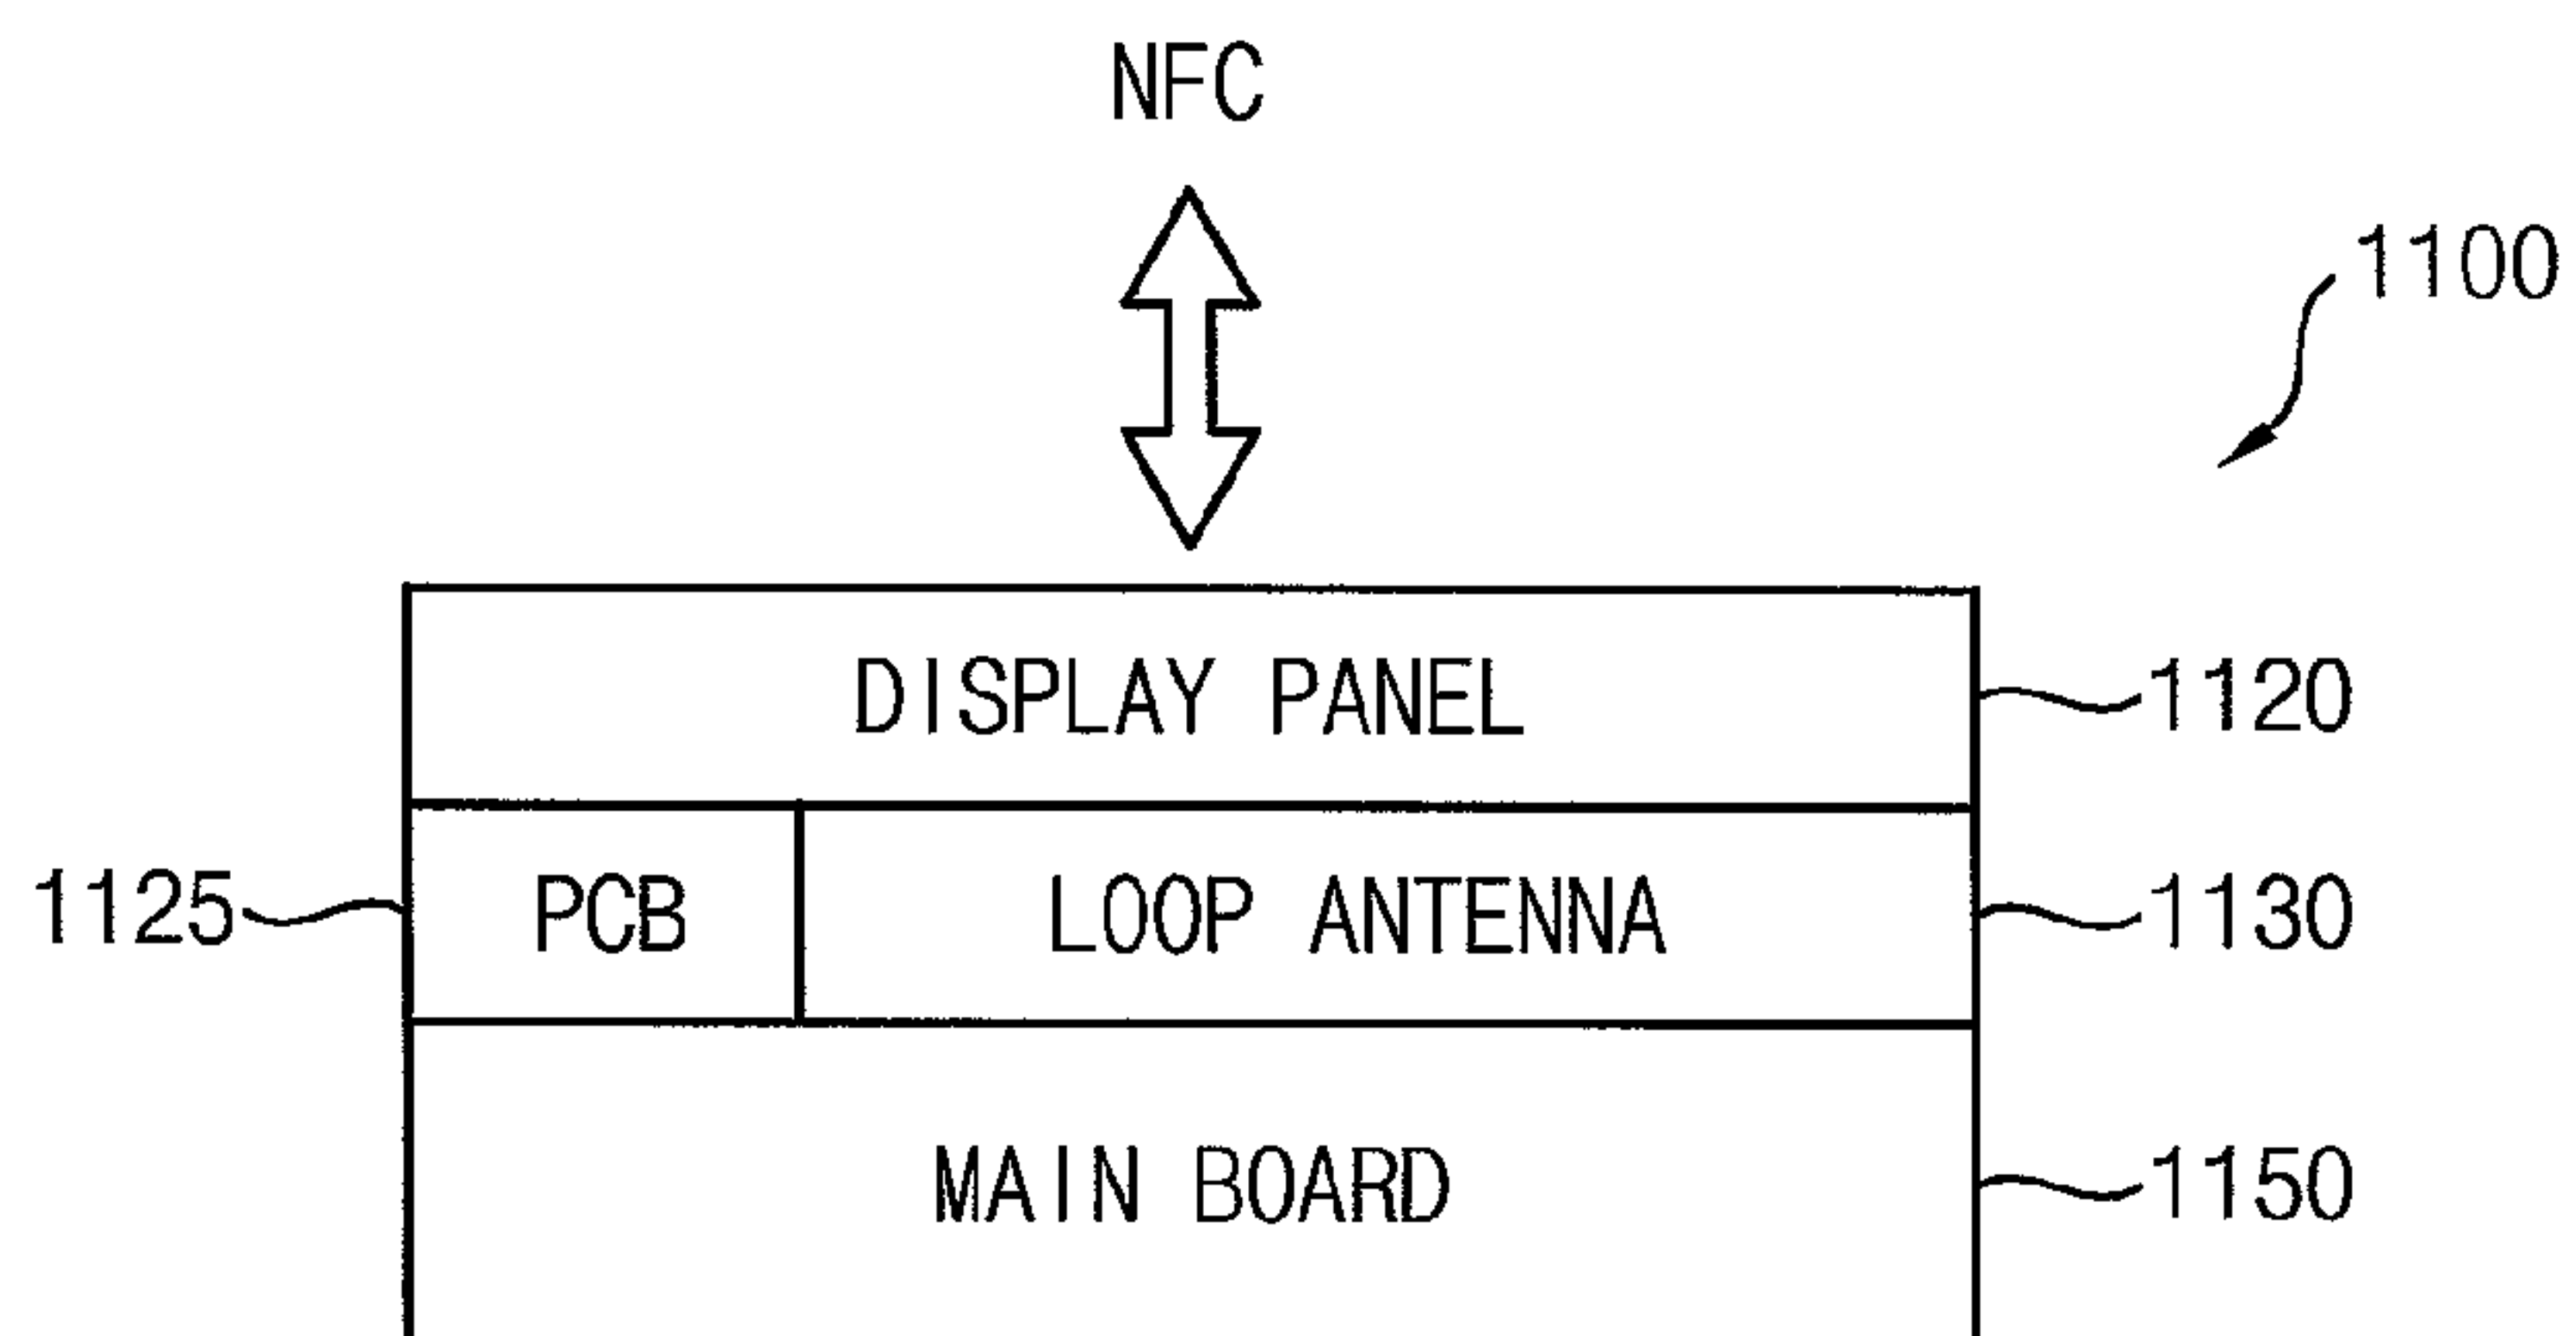 NFC
1100
DISPLAY PANEL
1120
1125
PCB
LOOP ANTENNA
1130
MAIN BOARD
1150